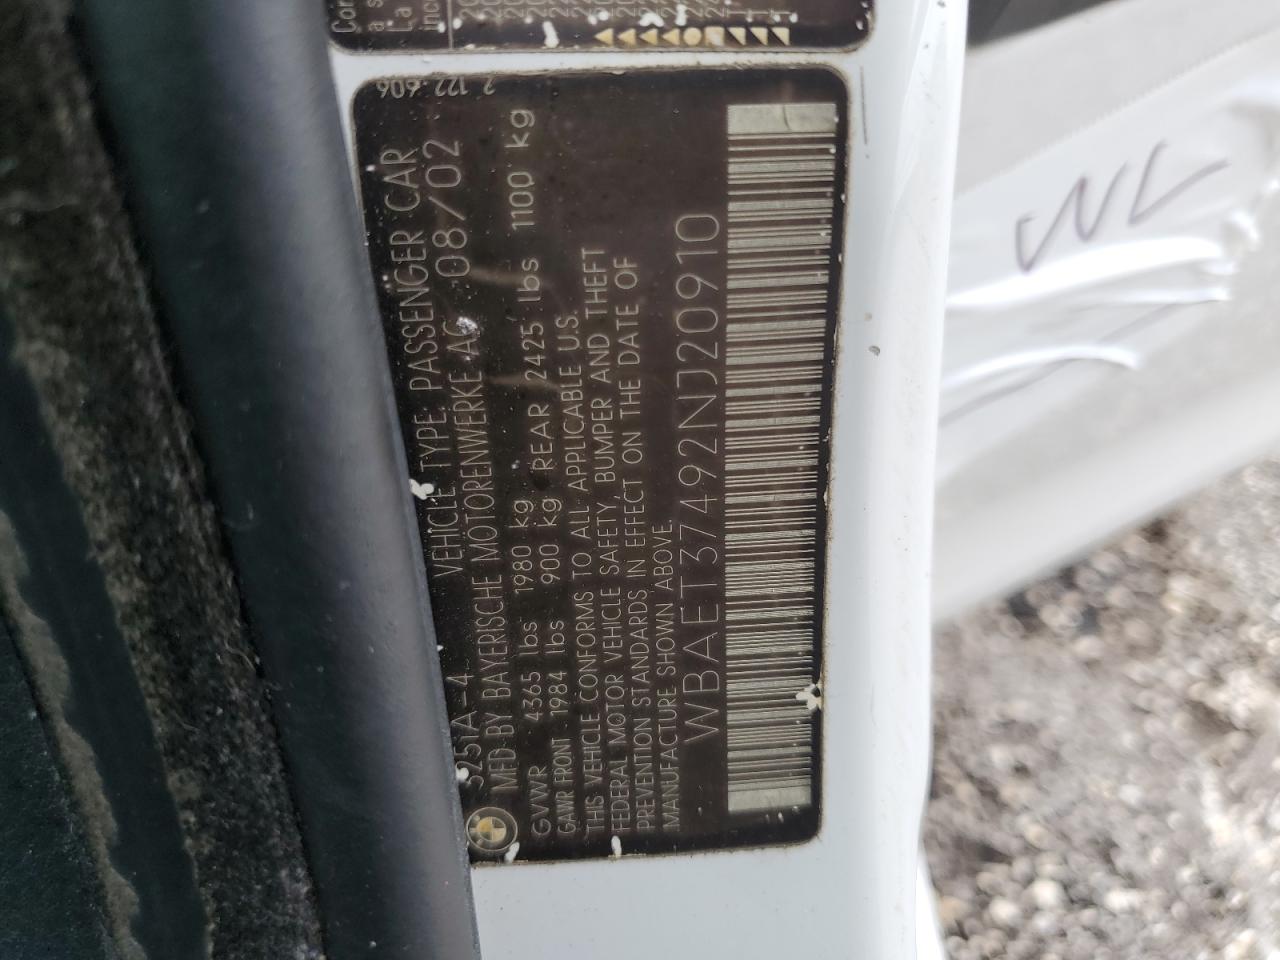 2 122 606
325IA-4 VEHICLE TYPE: PASSENGER CAR
MFD BY BAYERISCHE MOTORENWERKE AG 08/02
GVWR 4365 lbs 1980 kg
GAWR FRONT 1984 lbs 900 kg REAR 2425 lbs 1100 kg
THIS VEHICLE CONFORMS TO ALL APPLICABLE U.S.
FEDERAL MOTOR VEHICLE SAFETY, BUMPER AND THEFT
PREVENTION STANDARDS IN EFFECT ON THE DATE OF
MANUFACTURE SHOWN ABOVE.
WBAET37492NJ20910